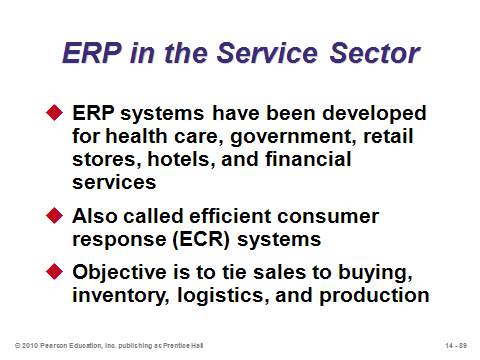 ERP in the Service Sector
ERP systems have been developed
for health care, government, retail
stores, hotels, and financial
services
Also called efficient consumer
response (ECR) systems
Objective is to tie sales to buying,
inventory, logistics, and production
© 2010 Pearson Education, Inc. publishing as Prentice Hall
14 - 89